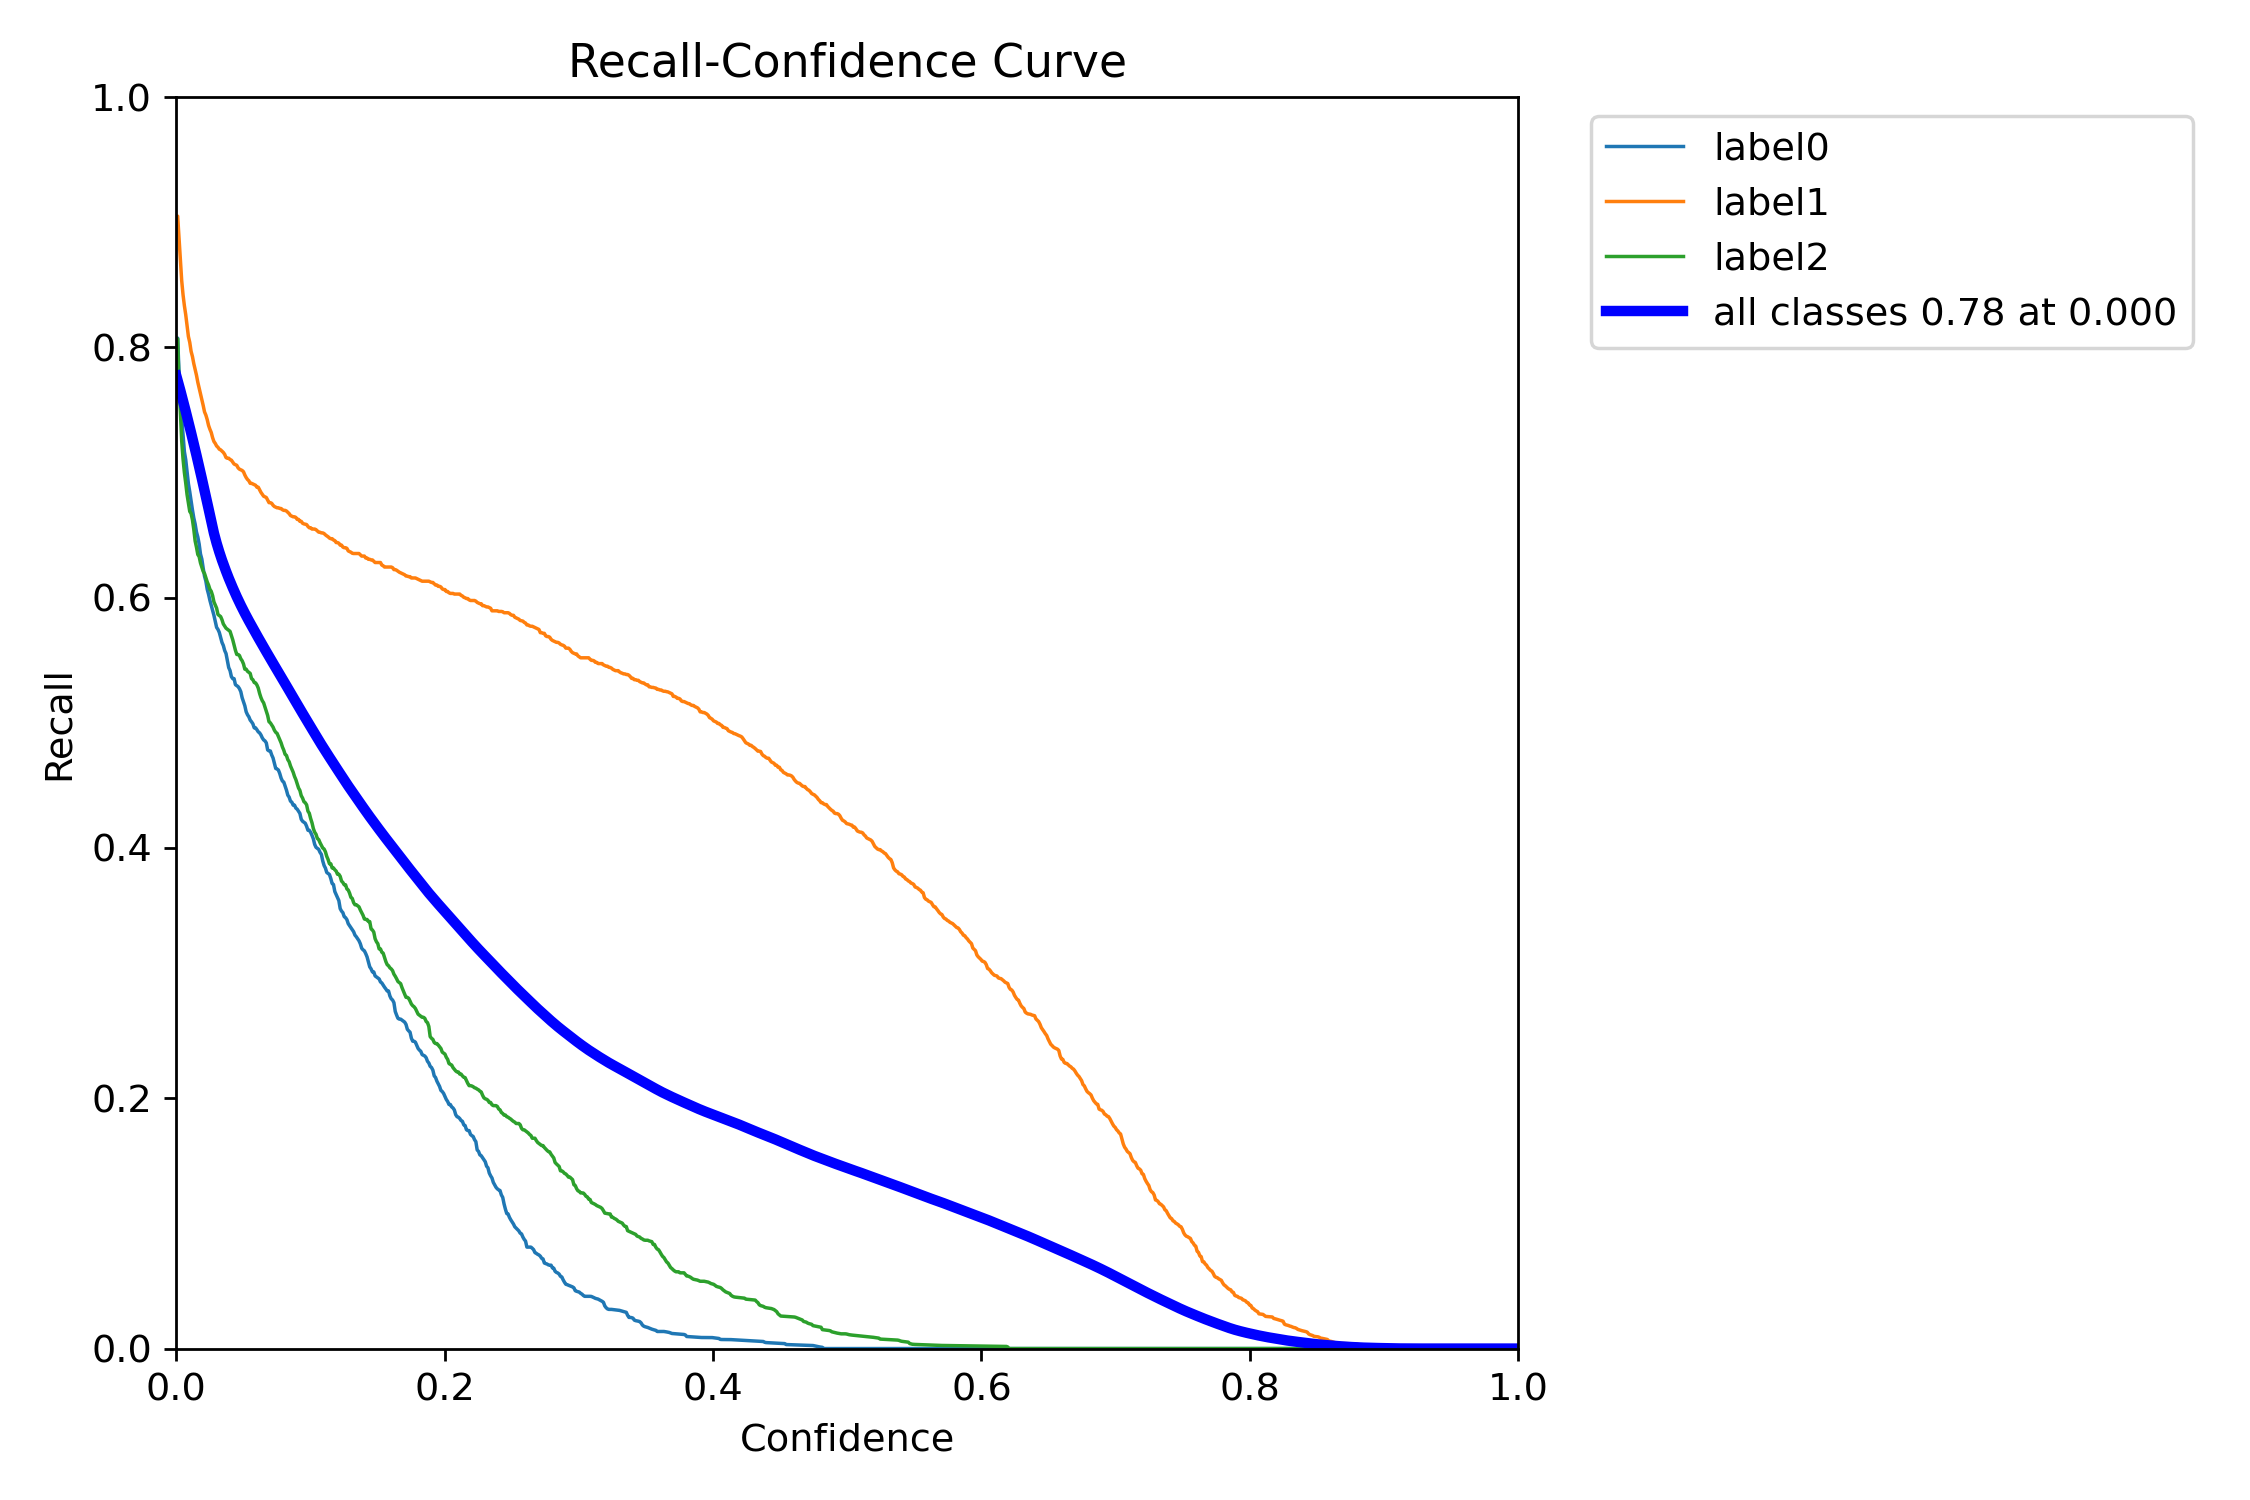 Recall-Confidence Curve
1.0
0.8
0.6
0.4
0.2
0.0
Recall
0.0 0.2 0.4 0.6 0.8 1.0
Confidence
label0
label1
label2
all classes 0.78 at 0.000